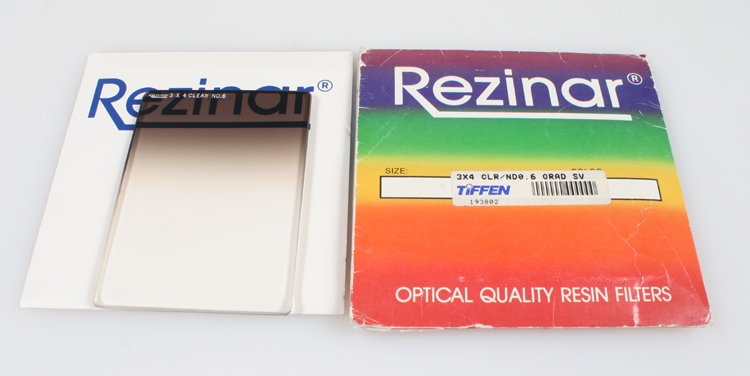 Rezinar®
3 X 4 CLEAR ND.6
Rezinar®
SIZE:
3X4 CLR/ND0.6 GRAD SV
TIFFEN
193802
OPTICAL QUALITY RESIN FILTERS